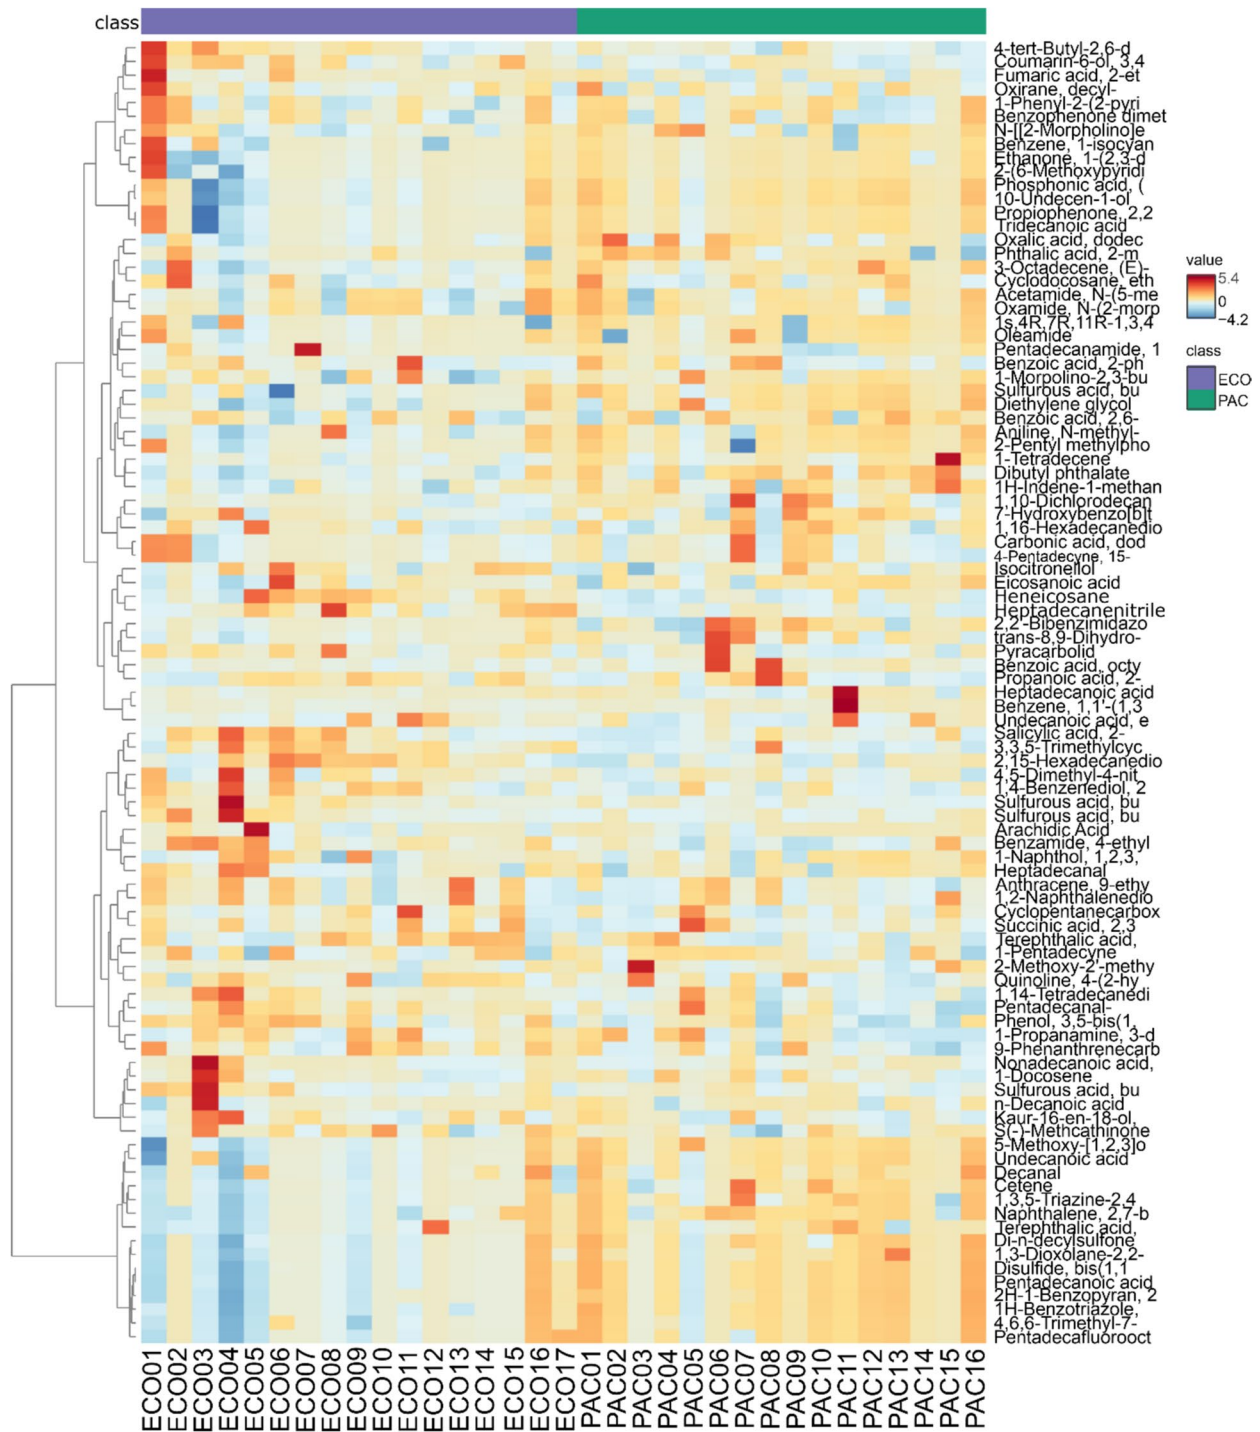 class
4-tert-Butyl-2,6-d
Coumarin-6-ol, 3,4
Fumaric acid, 2-et
Oxirane, decyl-
1-Phenyl-2-(2-pyri
Benzophenone dimet
N-[[2-Morpholino]e
Benzene, 1-isocyan
Ethanone, 1-(2,3-d
2-(6-Methoxypyridi
Phosphonic acid, (
10-Undecen-1-ol
Propiophenone, 2,2
Tridecanoic acid
Oxalic acid, dodec
Phthalic acid, 2-m
3-Octadecene, (E)-
Cyclodocosane, eth
Acetamide, N-(5-me
Oxamide, N-(2-morp
1s,4R,7R,11R-1,3,4
Oleamide
Pentadecanamide, 1
Benzoic acid, 2-ph
1-Morpolino-2,3-bu
Sulfurous acid, bu
Diethylene glycol
Benzoic acid, 2,6-
Aniline, N-methyl-
2-Pentyl methylpho
1-Tetradecene
Dibutyl phthalate
1H-Indene-1-methan
1,10-Dichlorodecan
7-Hydroxybenzo[b]t
1,16-Hexadecanedio
Carbonic acid, dod
4-Pentadecyne, 15-
Isocitronellol
Eicosanoic acid
Heneicosane
Heptadecanenitrile
2,2'-Bibenzimidazo
trans-8,9-Dihydro-
Pyracarbolid
Benzoic acid, octy
Propanoic acid, 2-
Heptadecanoic acid
Benzene, 1,1'-(1,3
Undecanoic acid, e
Salicylic acid, 2-
3,3,5-Trimethylcyc
2,15-Hexadecanedio
4,5-Dimethyl-4-nit
1,4-Benzenediol, 2
Sulfurous acid, bu
Sulfurous acid, bu
Arachidic Acid
Benzamide, 4-ethyl
1-Naphthol, 1,2,3,
Heptadecanal
Anthracene, 9-ethy
1,2-Naphthalenedio
Cyclopentanecarbox
Succinic acid, 2,3
Terephthalic acid,
1-Pentadecyne
2-Methoxy-2'-methy
Quinoline, 4-(2-hy
1,14-Tetradecanedi
Pentadecanal-
Phenol, 3,5-bis(1,
1-Propanamine, 3-d
9-Phenanthrenecarb
Nonadecanoic acid,
1-Docosene
Sulfurous acid, bu
n-Decanoic acid
Kaur-16-en-18-ol,
S(-)-Methcathinone
5-Methoxy-[1,2,3]o
Undecanoic acid
Decanal
Cetene
1,3,5-Triazine-2,4
Naphthalene, 2,7-b
Terephthalic acid,
Di-n-decylsulfone
1,3-Dioxolane-2,2-
Disulfide, bis(1,1
Pentadecanoic acid
2H-1-Benzopyran, 2
1H-Benzotriazole,
4,6,6-Trimethyl-7-
Pentadecafluorooct
value
5.4
0
−4.2
class
ECO
PAC
ECO01 ECO02 ECO03 ECO04 ECO05 ECO06 ECO07 ECO08 ECO09 ECO10 ECO11 ECO12 ECO13 ECO14 ECO15 ECO16 ECO17 PAC01 PAC02 PAC03 PAC04 PAC05 PAC06 PAC07 PAC08 PAC09 PAC10 PAC11 PAC12 PAC13 PAC14 PAC15 PAC16